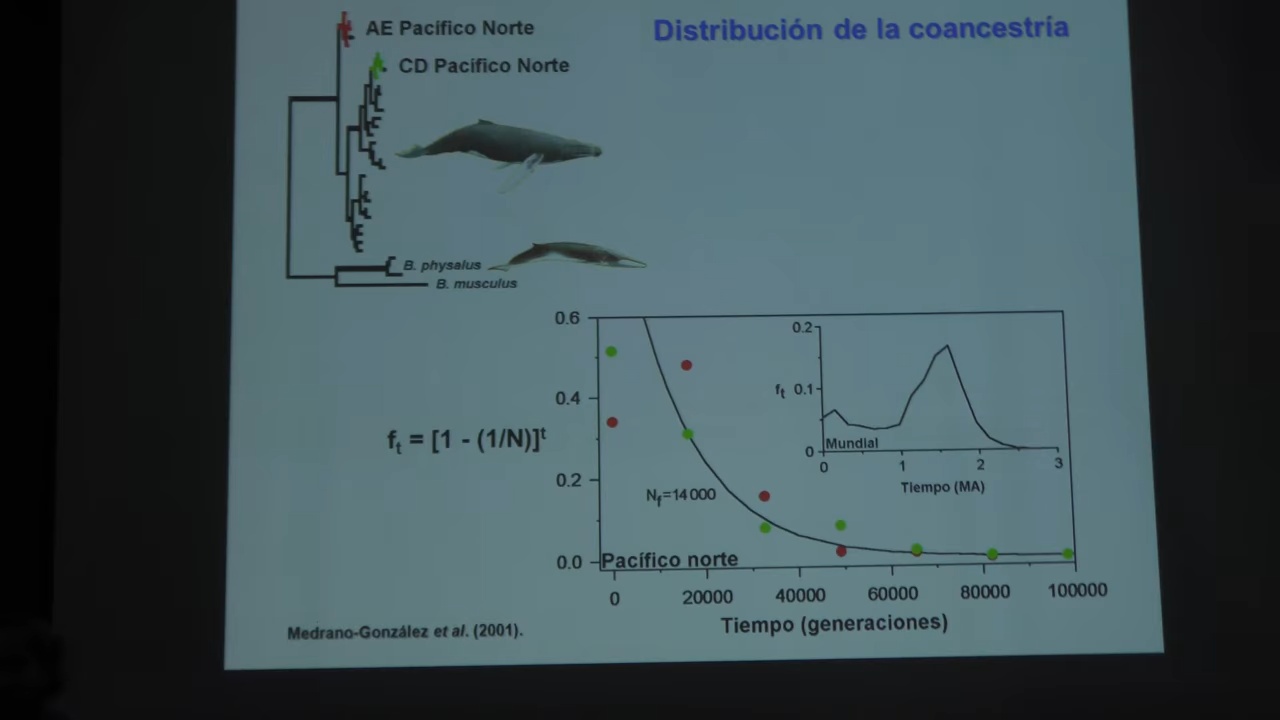 Distribución de la coancestría
AE Pacífico Norte
CD Pacífico Norte
B. physalus
B. musculus
f_t = [1 - (1/N)]^t
0.6
0.4
0.2
0.0
N_f=14 000
Pacífico norte
0 20000 40000 60000 80000 100000
Tiempo (generaciones)
0.2
f_t 0.1
0
Mundial
0 1 2 3
Tiempo (MA)
Medrano-González et al. (2001).